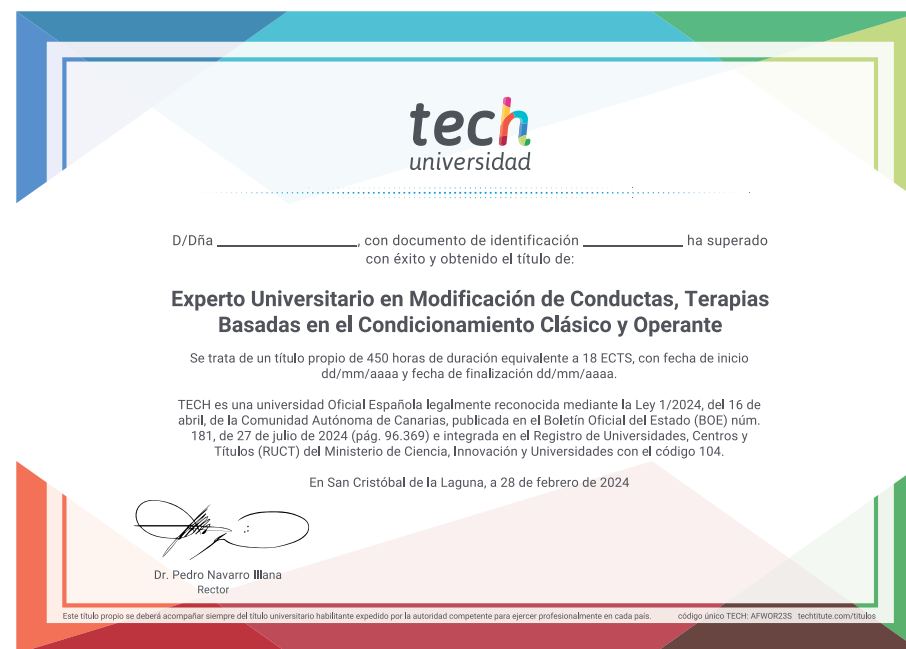 tech
universidad
D/Dña ______________, con documento de identificación __________ ha superado
con éxito y obtenido el título de:
Experto Universitario en Modificación de Conductas, Terapias
Basadas en el Condicionamiento Clásico y Operante
Se trata de un título propio de 450 horas de duración equivalente a 18 ECTS, con fecha de inicio
dd/mm/aaaa y fecha de finalización dd/mm/aaaa.
TECH es una universidad Oficial Española legalmente reconocida mediante la Ley 1/2024, del 16 de
abril, de la Comunidad Autónoma de Canarias, publicada en el Boletín Oficial del Estado (BOE) núm.
181, de 27 de julio de 2024 (pág. 96.369) e integrada en el Registro de Universidades, Centros y
Títulos (RUCT) del Ministerio de Ciencia, Innovación y Universidades con el código 104.
En San Cristóbal de la Laguna, a 28 de febrero de 2024
Dr. Pedro Navarro Illana
Rector
Este título propio se deberá acompañar siempre del título universitario habilitante expedido por la autoridad competente para ejercer profesionalmente en cada país. código único TECH: AFWOR23S techtitute.com/titulos